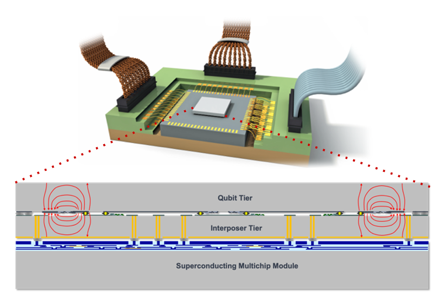 Qubit Tier
Interposer Tier
Superconducting Multichip Module